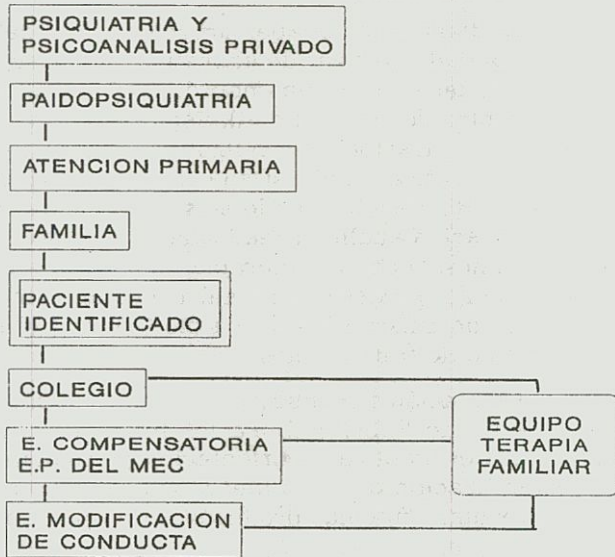 PSIQUIATRIA Y
PSICOANALISIS PRIVADO
PAIDOPSIQUIATRIA
ATENCION PRIMARIA
FAMILIA
PACIENTE
IDENTIFICADO
COLEGIO
E. COMPENSATORIA
E.P. DEL MEC
E. MODIFICACION
DE CONDUCTA
EQUIPO
TERAPIA
FAMILIAR